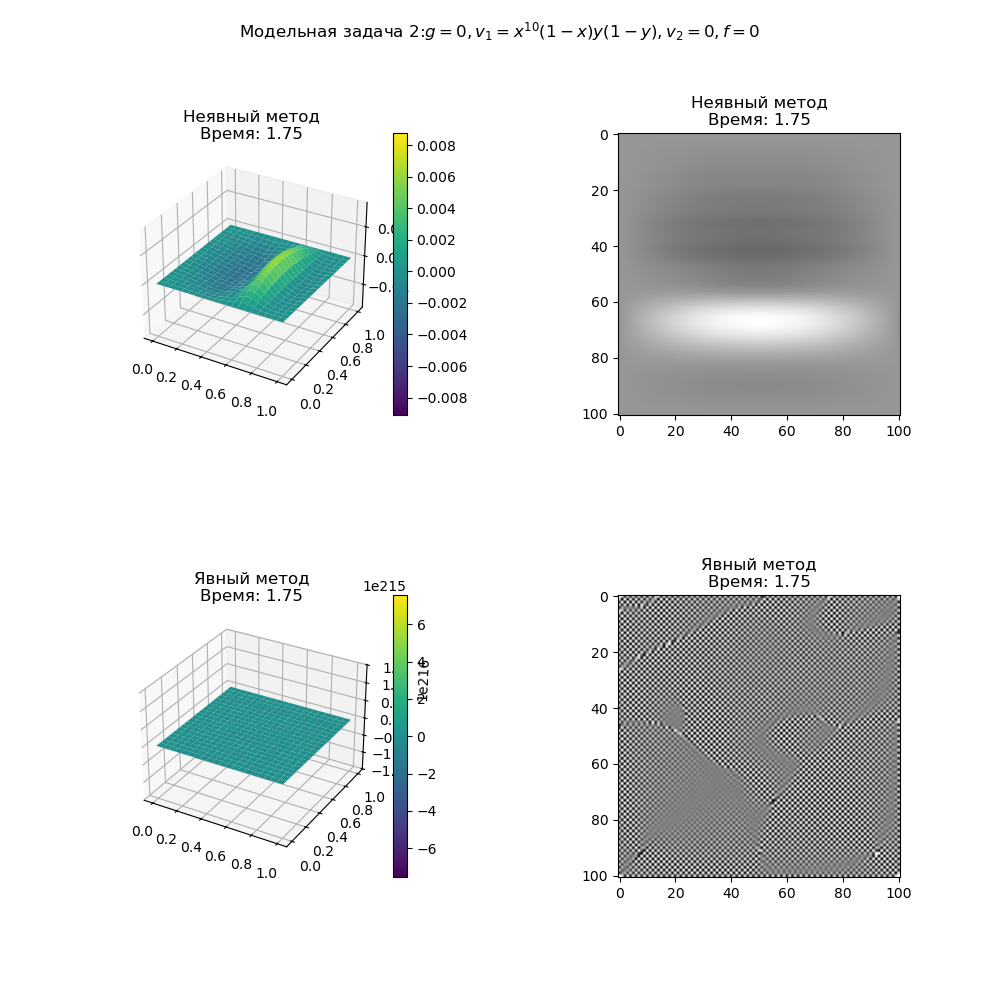 Модельная задача 2:g = 0, v₁ = x¹⁰(1 − x)y(1 − y), v₂ = 0, f = 0
Неявный метод
Время: 1.75
0.0 0.2 0.4 0.6 0.8 1.0
0.0 0.2 0.4 0.6 0.8 1.0
0.008
0.006
0.004
0.002
0.000
−0.002
−0.004
−0.006
−0.008
Неявный метод
Время: 1.75
0
20
40
60
80
100
0 20 40 60 80 100
Явный метод
Время: 1.75
0.0 0.2 0.4 0.6 0.8 1.0
0.0 0.2 0.4 0.6 0.8 1.0
1e216
1e215
6
4
2
0
−2
−4
−6
Явный метод
Время: 1.75
0
20
40
60
80
100
0 20 40 60 80 100